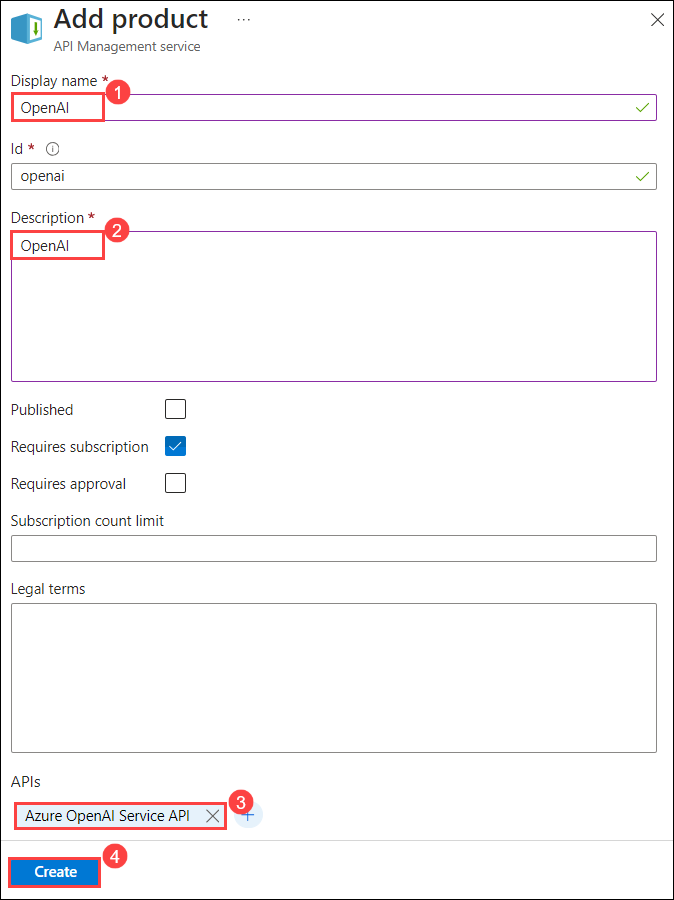 Add product ...
API Management service
Display name *
1
OpenAI
Id *
openai
Description *
2
OpenAI
Published
Requires subscription
Requires approval
Subscription count limit
Legal terms
APIs
3
Azure OpenAI Service API
4
Create